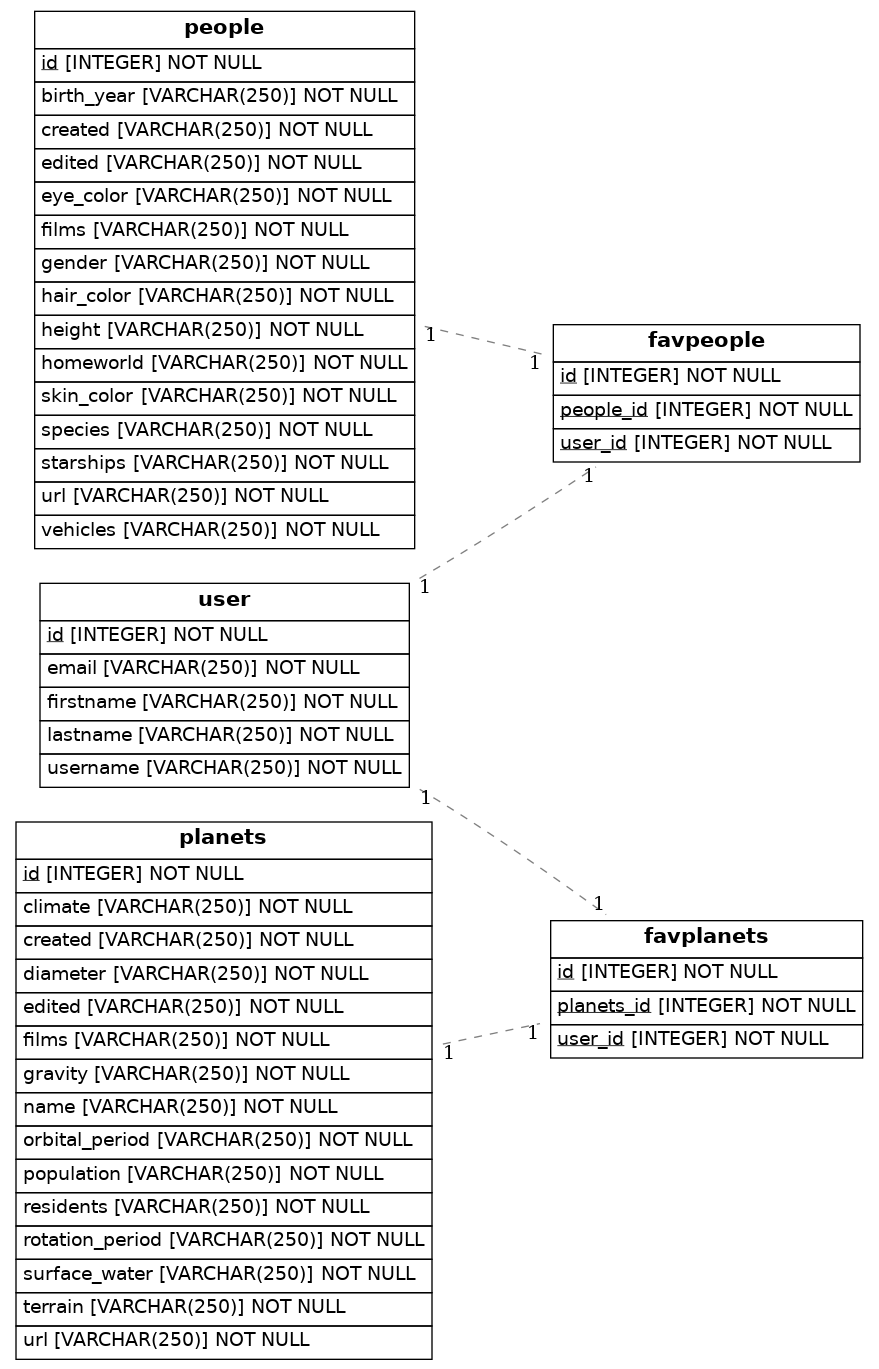 people
id [INTEGER] NOT NULL
birth_year [VARCHAR(250)] NOT NULL
created [VARCHAR(250)] NOT NULL
edited [VARCHAR(250)] NOT NULL
eye_color [VARCHAR(250)] NOT NULL
films [VARCHAR(250)] NOT NULL
gender [VARCHAR(250)] NOT NULL
hair_color [VARCHAR(250)] NOT NULL
height [VARCHAR(250)] NOT NULL
homeworld [VARCHAR(250)] NOT NULL
skin_color [VARCHAR(250)] NOT NULL
species [VARCHAR(250)] NOT NULL
starships [VARCHAR(250)] NOT NULL
url [VARCHAR(250)] NOT NULL
vehicles [VARCHAR(250)] NOT NULL
1
1
favpeople
id [INTEGER] NOT NULL
people_id [INTEGER] NOT NULL
user_id [INTEGER] NOT NULL
1
1
user
id [INTEGER] NOT NULL
email [VARCHAR(250)] NOT NULL
firstname [VARCHAR(250)] NOT NULL
lastname [VARCHAR(250)] NOT NULL
username [VARCHAR(250)] NOT NULL
1
1
planets
id [INTEGER] NOT NULL
climate [VARCHAR(250)] NOT NULL
created [VARCHAR(250)] NOT NULL
diameter [VARCHAR(250)] NOT NULL
edited [VARCHAR(250)] NOT NULL
films [VARCHAR(250)] NOT NULL
gravity [VARCHAR(250)] NOT NULL
name [VARCHAR(250)] NOT NULL
orbital_period [VARCHAR(250)] NOT NULL
population [VARCHAR(250)] NOT NULL
residents [VARCHAR(250)] NOT NULL
rotation_period [VARCHAR(250)] NOT NULL
surface_water [VARCHAR(250)] NOT NULL
terrain [VARCHAR(250)] NOT NULL
url [VARCHAR(250)] NOT NULL
1
1
favplanets
id [INTEGER] NOT NULL
planets_id [INTEGER] NOT NULL
user_id [INTEGER] NOT NULL